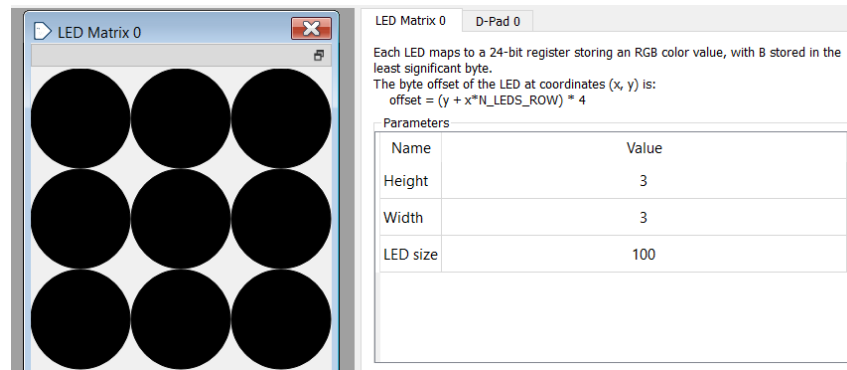 LED Matrix 0
LED Matrix 0 D-Pad 0
Each LED maps to a 24-bit register storing an RGB color value, with B stored in the
least significant byte.
The byte offset of the LED at coordinates (x, y) is:
offset = (y + x*N_LEDS_ROW) * 4
Parameters
Name Value
Height 3
Width 3
LED size 100